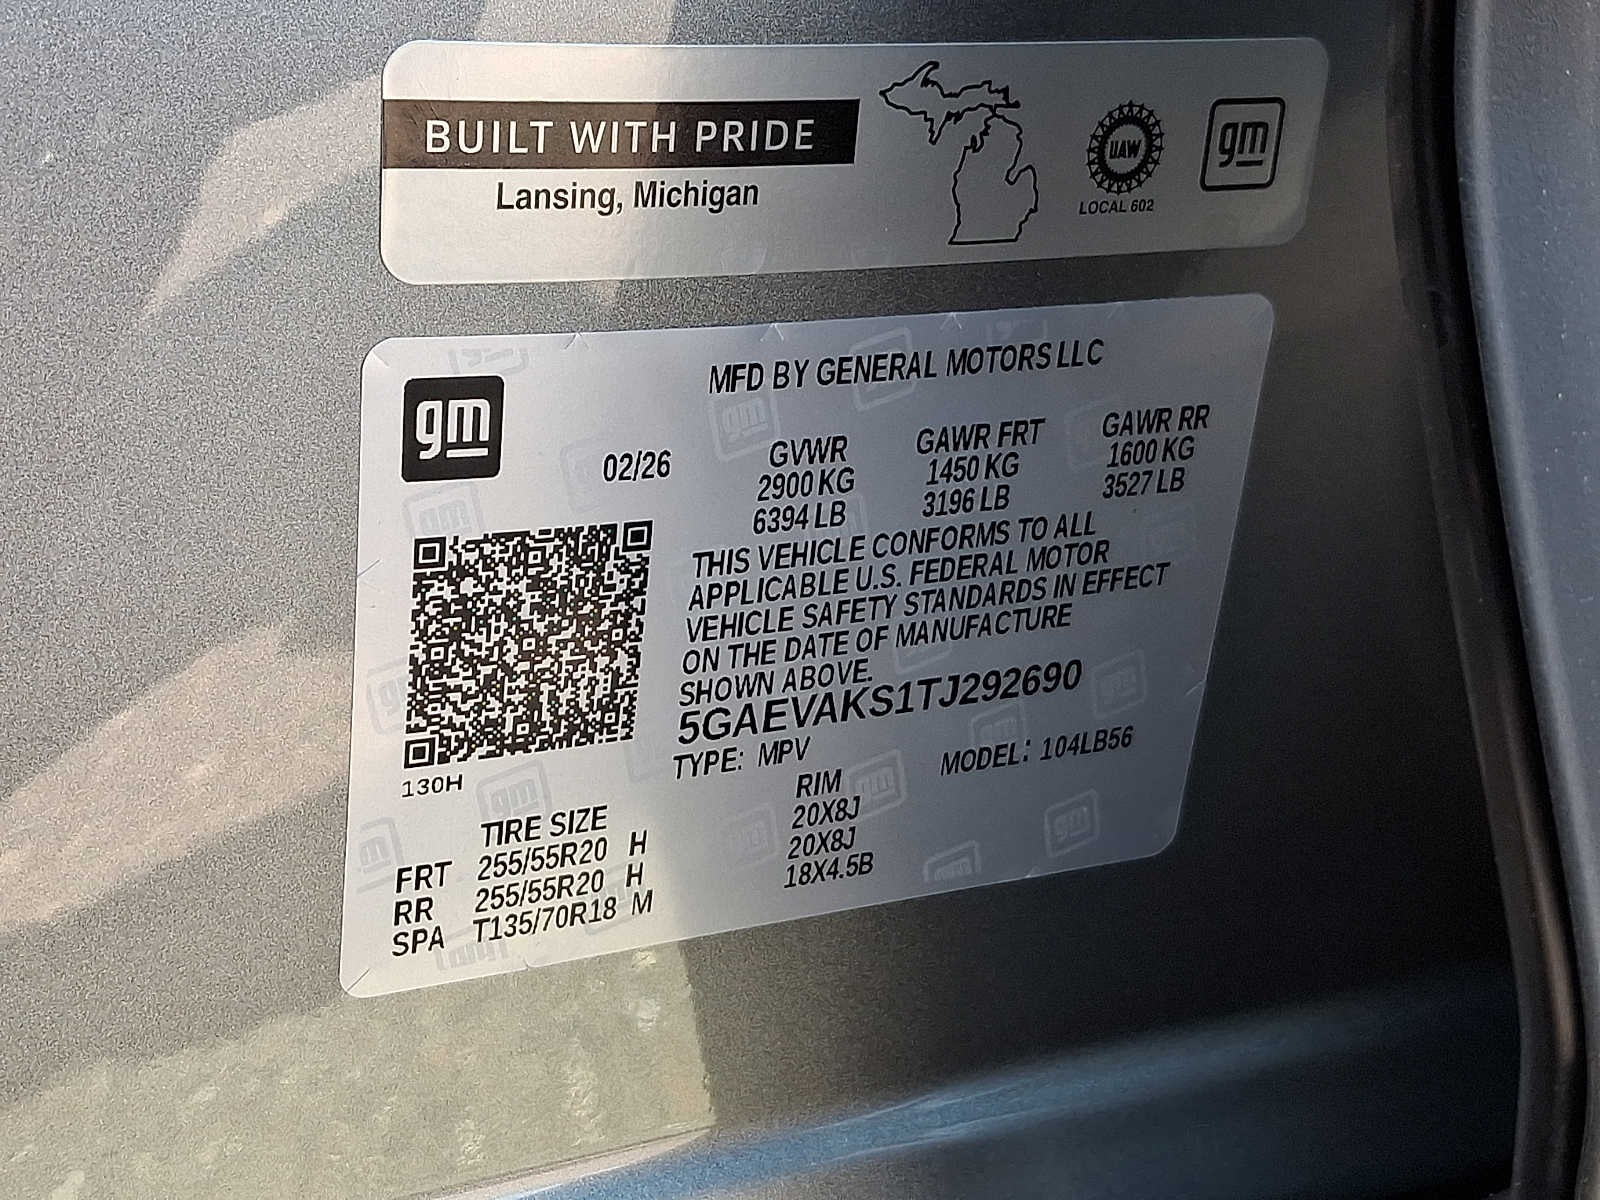 BUILT WITH PRIDE
Lansing, Michigan
UAW
LOCAL 602
gm
gm
MFD BY GENERAL MOTORS LLC
02/26
GVWR GAWR FRT GAWR RR
2900 KG 1450 KG 1600 KG
6394 LB 3196 LB 3527 LB
THIS VEHICLE CONFORMS TO ALL
APPLICABLE U.S. FEDERAL MOTOR
VEHICLE SAFETY STANDARDS IN EFFECT
ON THE DATE OF MANUFACTURE
SHOWN ABOVE.
5GAEVAKS1TJ292690
TYPE: MPV MODEL: 104LB56
130H
TIRE SIZE RIM
FRT 255/55R20 H 20X8J
RR 255/55R20 H 20X8J
SPA T135/70R18 M 18X4.5B